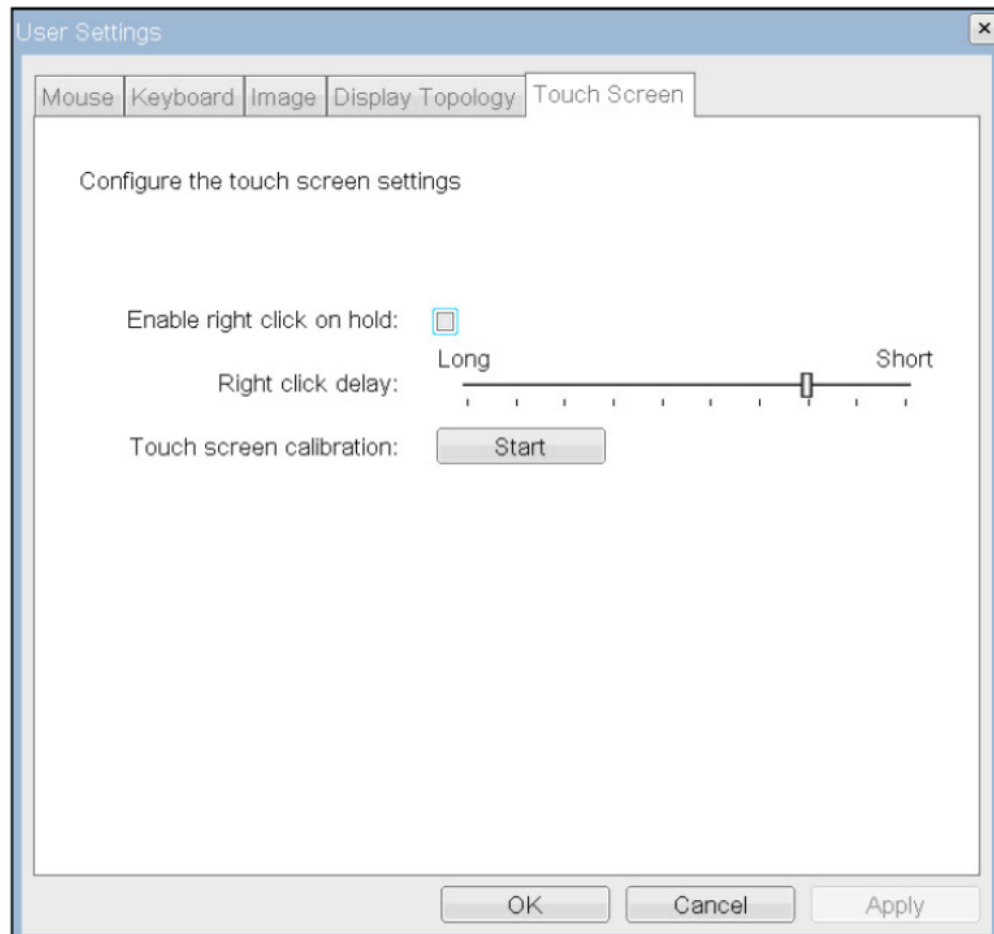 User Settings
Mouse Keyboard Image Display Topology Touch Screen
Configure the touch screen settings
Enable right click on hold:
Long Short
Right click delay:
Touch screen calibration: Start
OK Cancel Apply